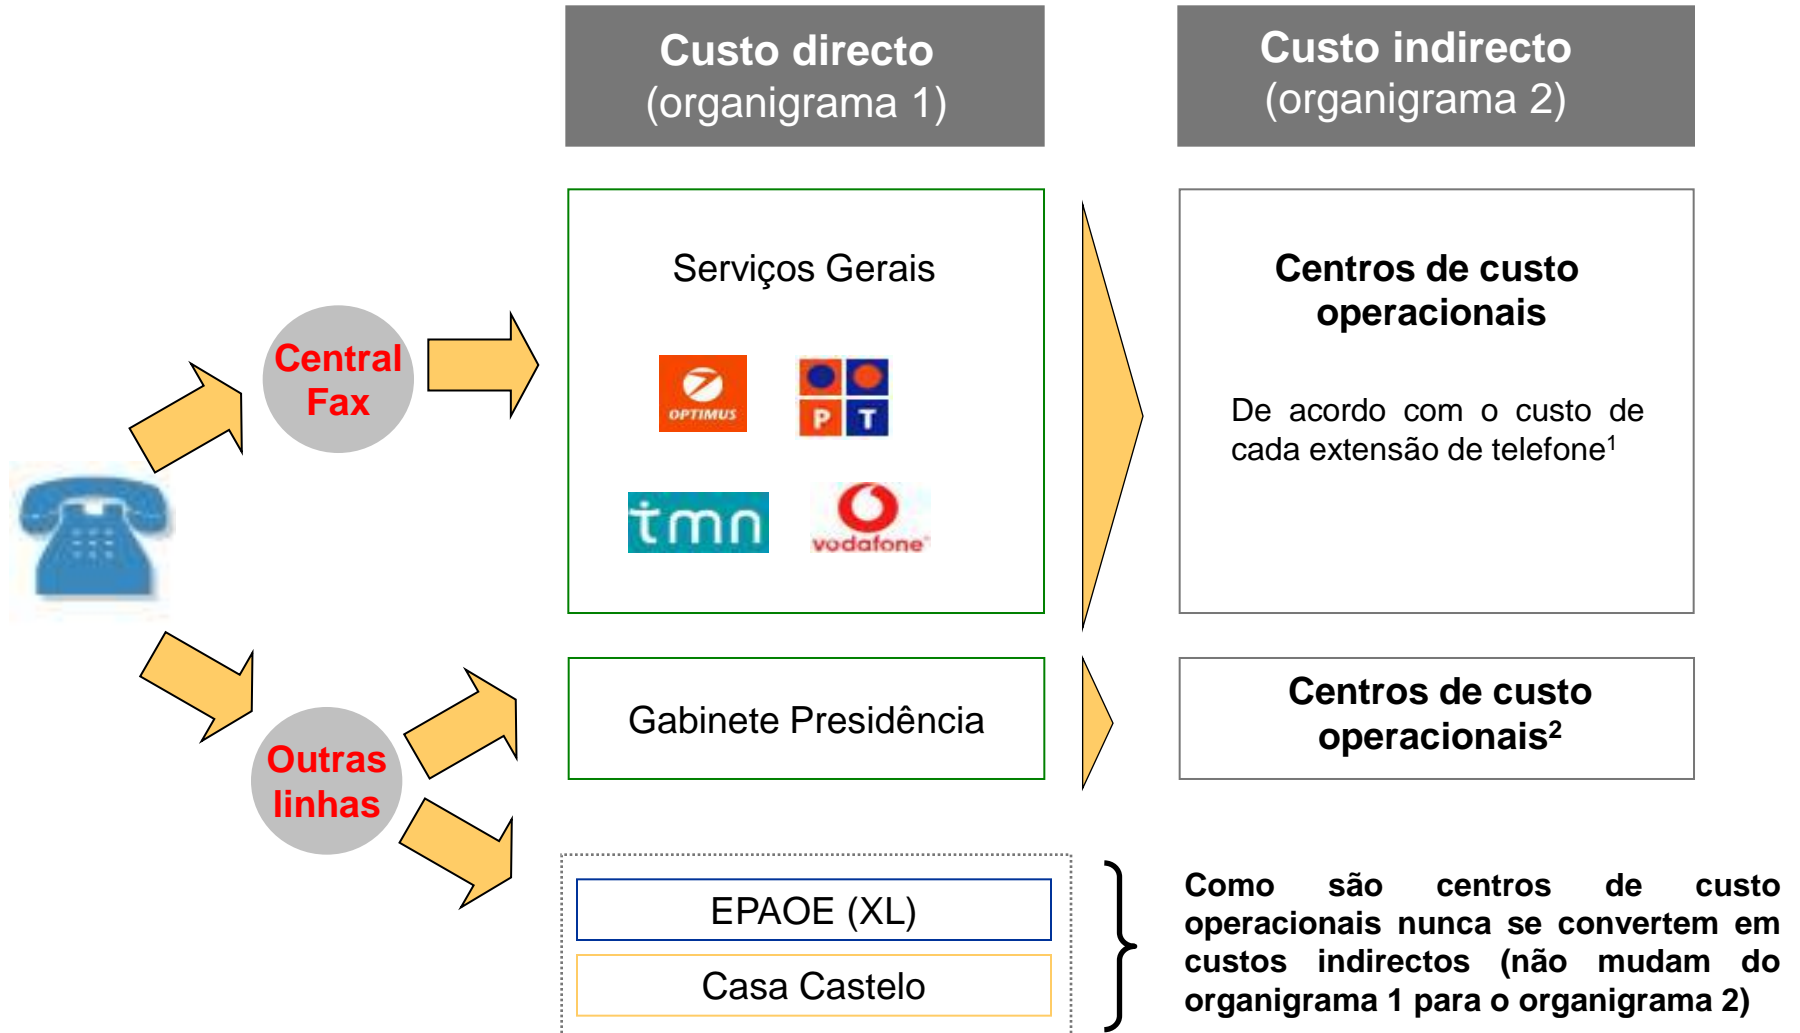 Custo directo
(organigrama 1)
Custo indirecto
(organigrama 2)
Central
Fax
Serviços Gerais
OPTIMUS
P T
tmn
vodafone
Centros de custo
operacionais
De acordo com o custo de
cada extensão de telefone¹
Outras
linhas
Gabinete Presidência
Centros de custo
operacionais²
EPAOE (XL)
Casa Castelo
Como são centros de custo
operacionais nunca se convertem em
custos indirectos (não mudam do
organigrama 1 para o organigrama 2)